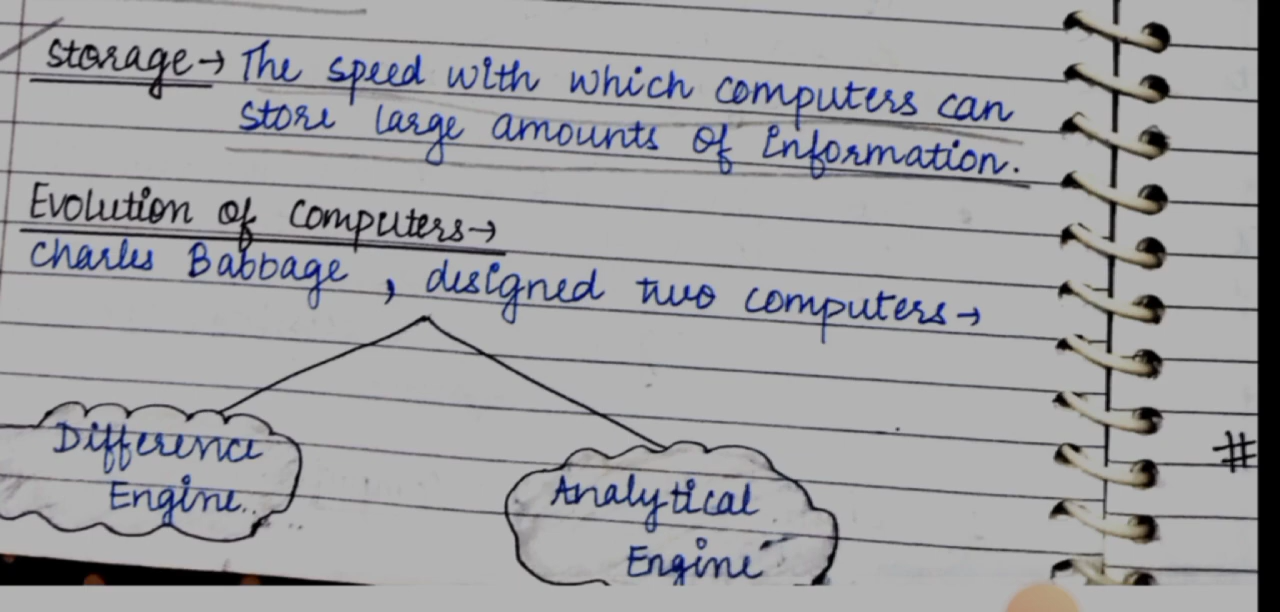 Storage → The speed with which computers can
store large amounts of Information.
Evolution of computers →
Charles Babbage , designed two computers →
Difference
Engine.
Analytical
Engine
#